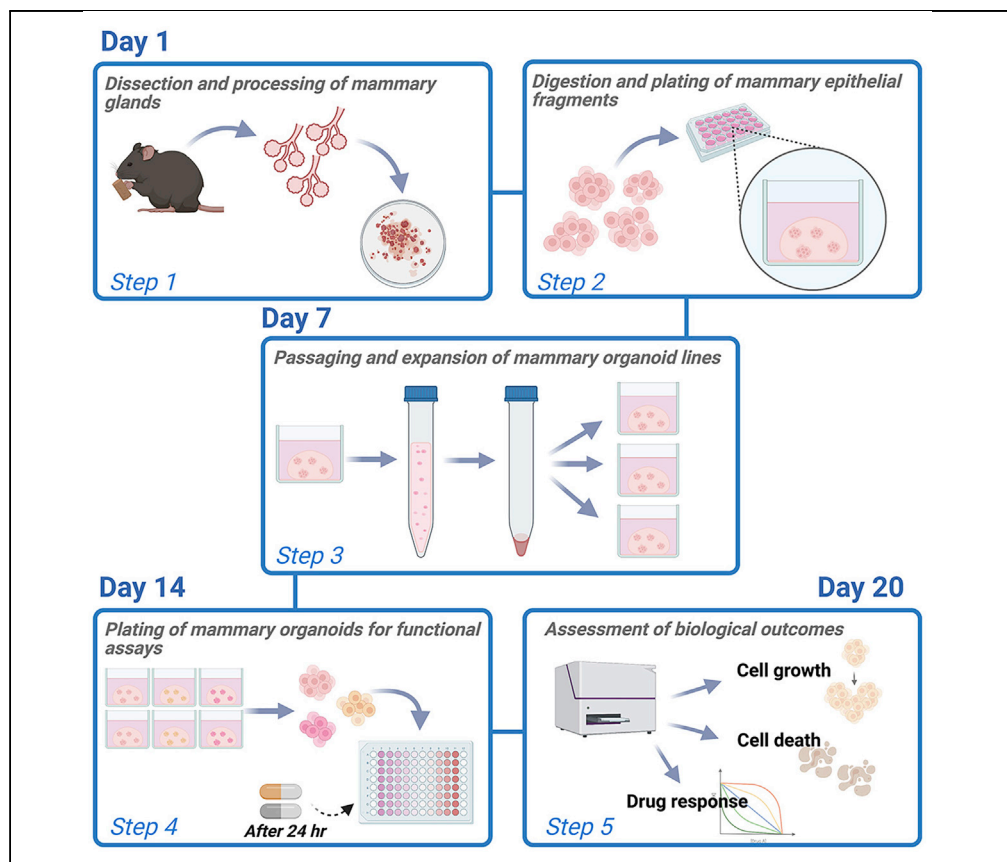 Day 1
Dissection and processing of mammary
glands
Step 1
Digestion and plating of mammary epithelial
fragments
Step 2
Day 7
Passaging and expansion of mammary organoid lines
Step 3
Day 14
Plating of mammary organoids for functional
assays
After 24 hr
Step 4
Day 20
Assessment of biological outcomes
Cell growth
Cell death
Drug response
Step 5